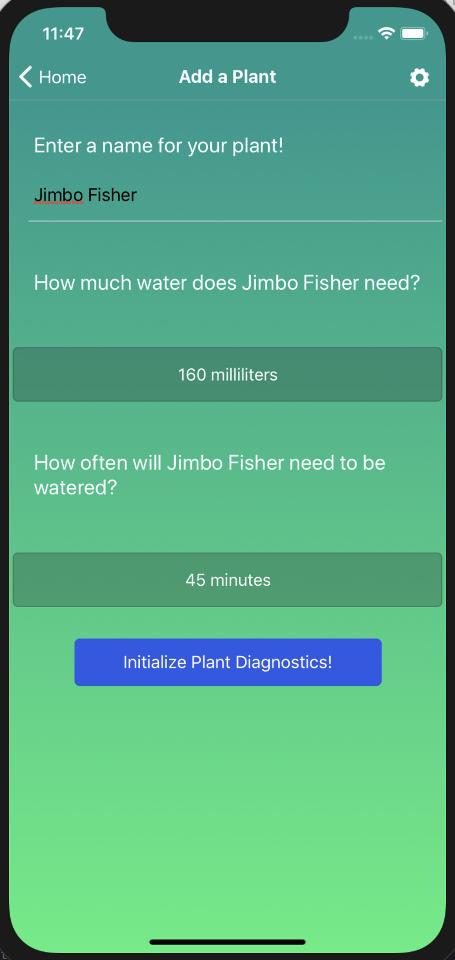 11:47
Home
Add a Plant
Enter a name for your plant!
Jimbo Fisher
How much water does Jimbo Fisher need?
160 milliliters
How often will Jimbo Fisher need to be
watered?
45 minutes
Initialize Plant Diagnostics!